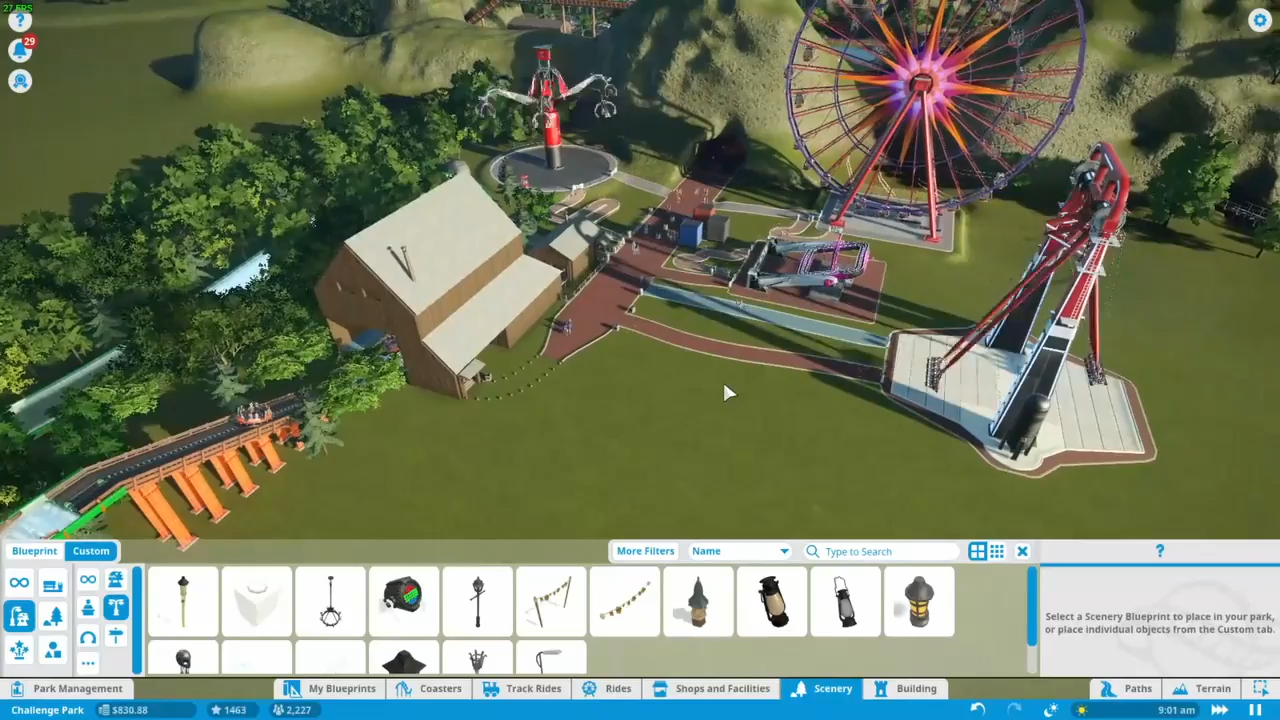 27 FPS
?
29
Blueprint
Custom
More Filters
Name
Type to Search
?
Select a Scenery Blueprint to place in your park,
or place individual objects from the Custom tab.
Park Management
My Blueprints
Coasters
Track Rides
Rides
Shops and Facilities
Scenery
Building
Paths
Terrain
Challenge Park
$830.88
1463
2,227
9:01 am